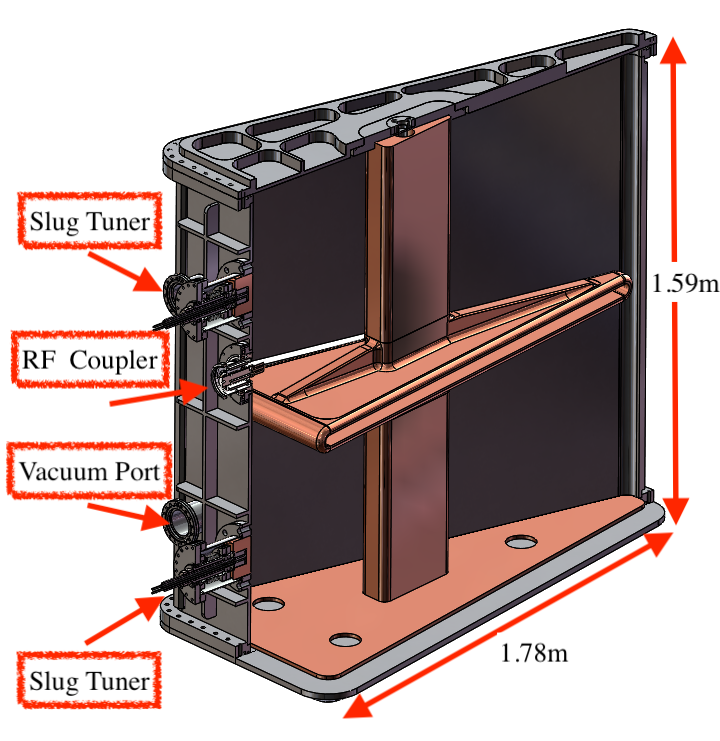 Slug Tuner
1.59m
RF Coupler
Vacuum Port
1.78m
Slug Tuner